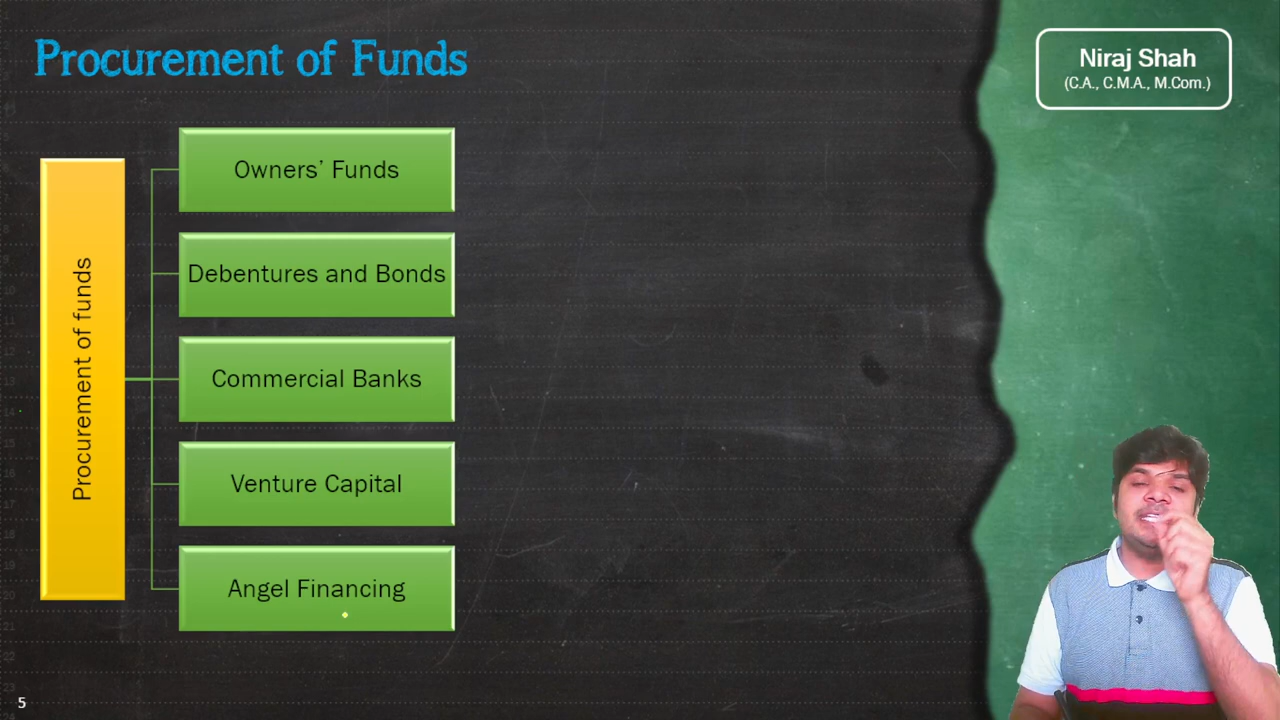 Procurement of Funds
Niraj Shah
(C.A., C.M.A., M.Com.)
Procurement of funds
Owners’ Funds
Debentures and Bonds
Commercial Banks
Venture Capital
Angel Financing
5